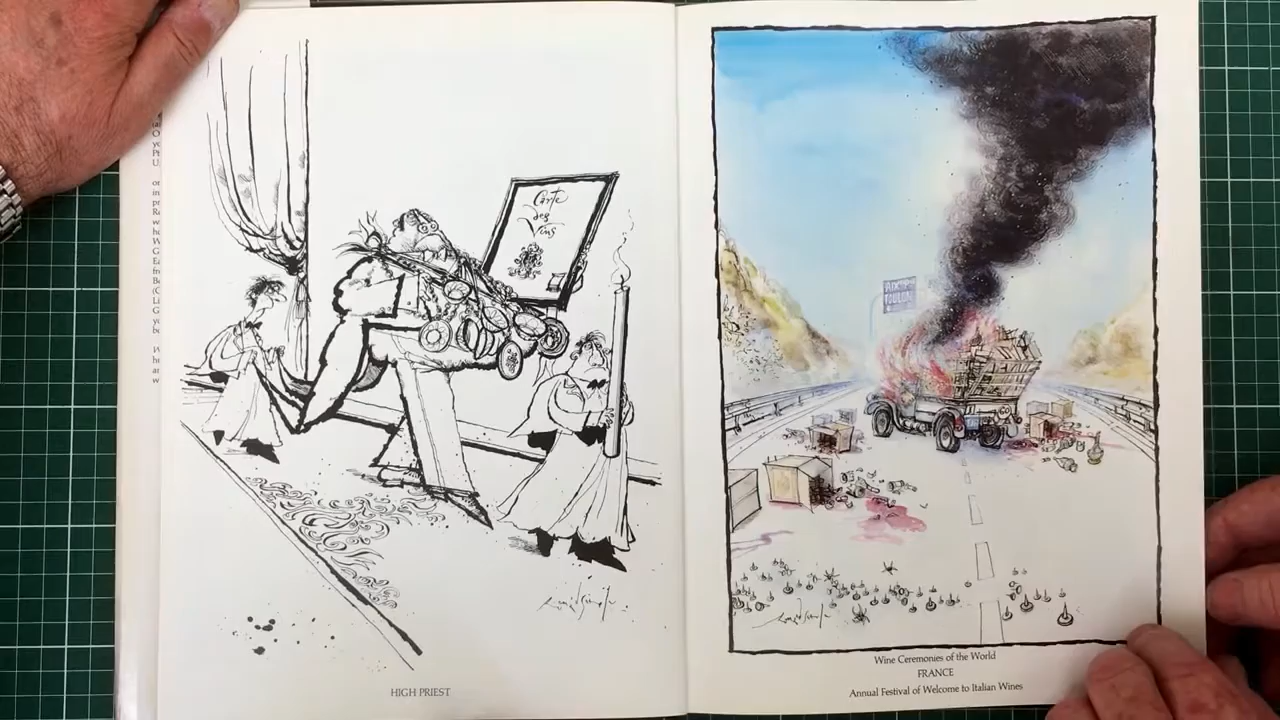 Carte
des
Vins
HIGH PRIEST
Wine Ceremonies of the World
FRANCE
Annual Festival of Welcome to Italian Wines